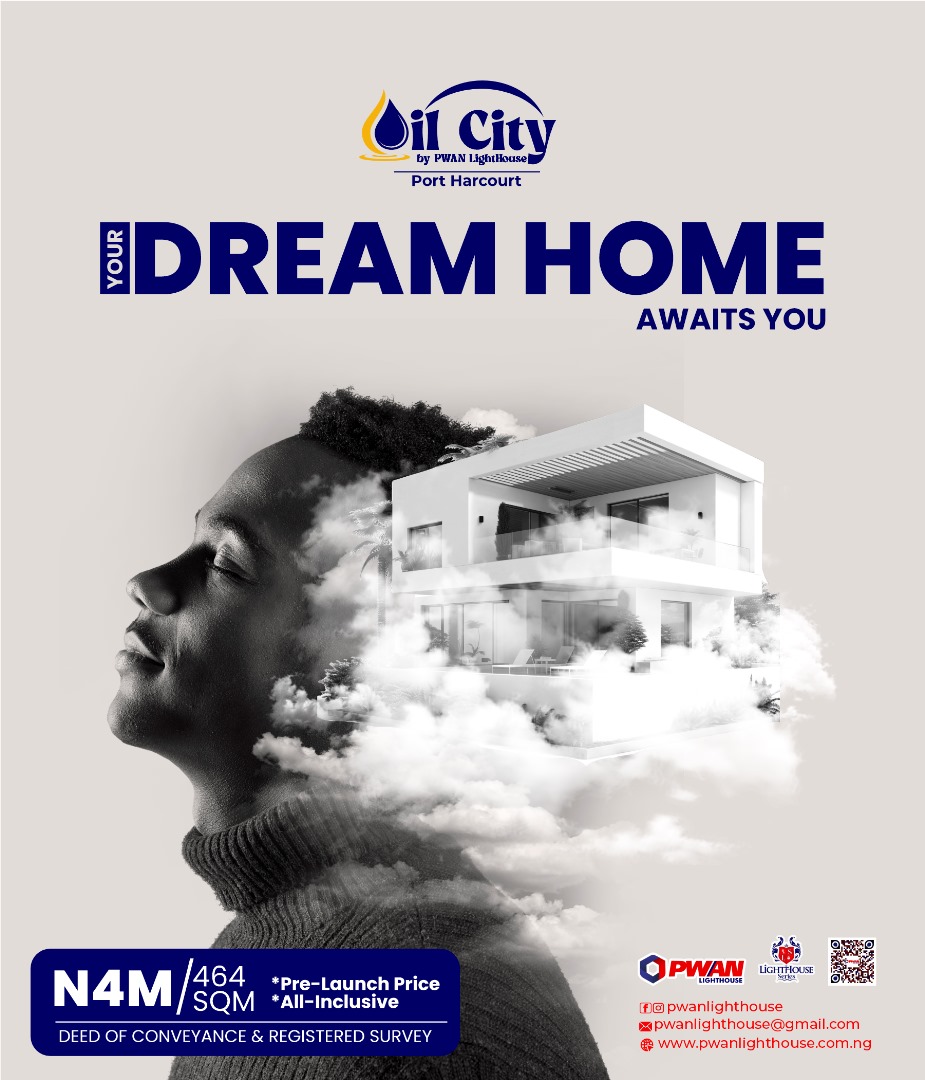 Oil City
by PWAN LightHouse
Port Harcourt
YOUR DREAM HOME
AWAITS YOU
N4M/464 SQM
*Pre-Launch Price
*All-Inclusive
DEED OF CONVEYANCE & REGISTERED SURVEY
PWAN
LIGHTHOUSE
LIGHTHOUSE
Series
pwanlighthouse
pwanlighthouse@gmail.com
www.pwanlighthouse.com.ng